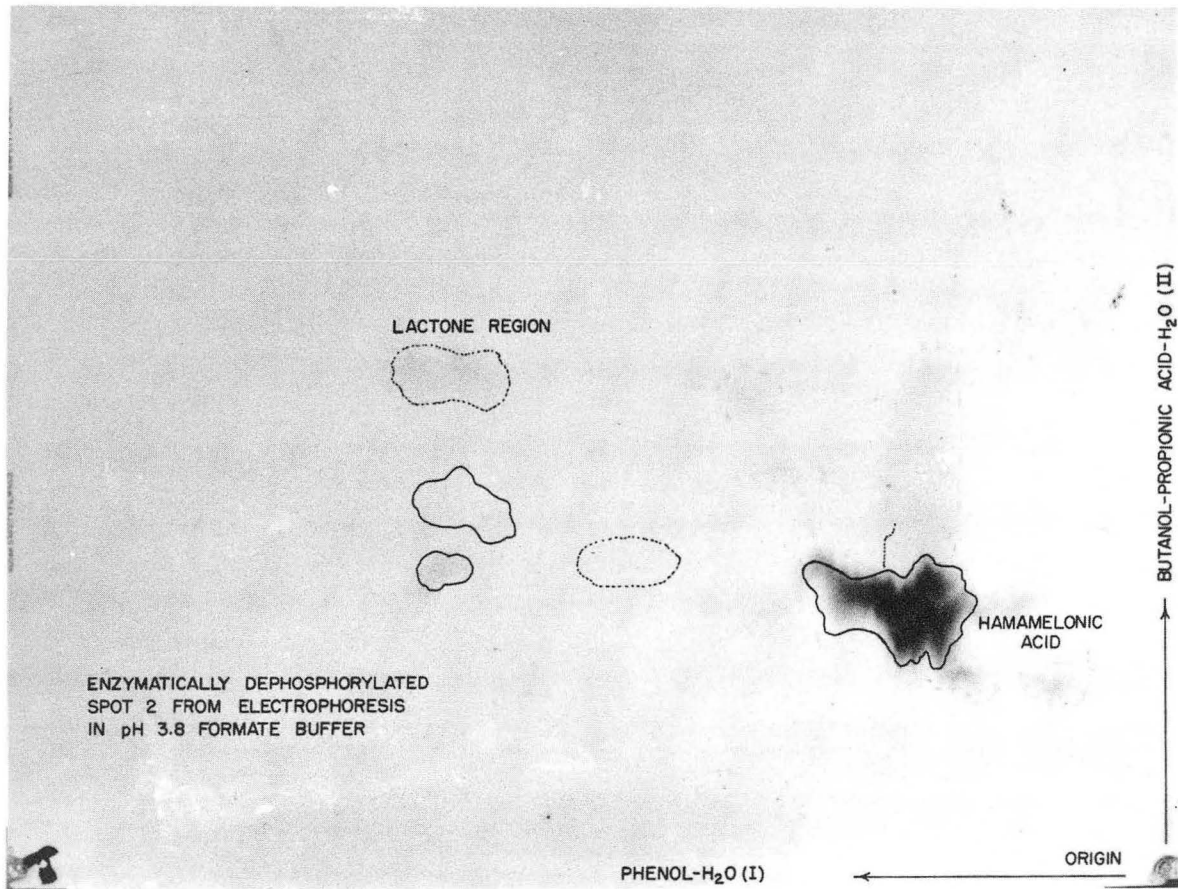 LACTONE REGION
BUTANOL-PROPIONIC ACID-H₂O (II)
HAMAMELONIC
ACID
ENZYMATICALLY DEPHOSPHORYLATED
SPOT 2 FROM ELECTROPHORESIS
IN pH 3.8 FORMATE BUFFER
PHENOL-H₂O (I)
ORIGIN